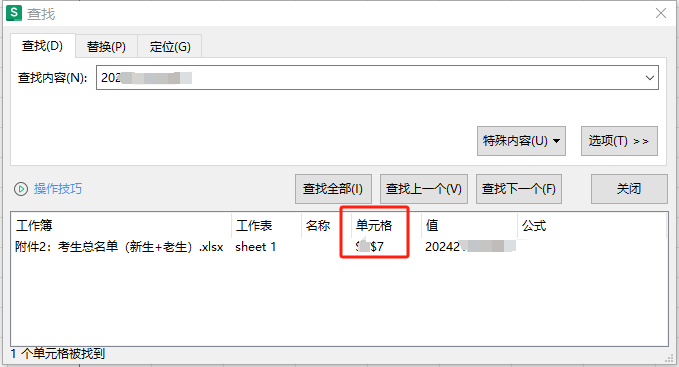 查找
查找(D) 替换(P) 定位(G)
查找内容(N): 202
特殊内容(U) 选项(T) >>
操作技巧 查找全部(I) 查找上一个(V) 查找下一个(F) 关闭
工作簿 工作表 名称 单元格 值 公式
附件2：考生总名单（新生+老生）.xlsx sheet 1 $7 2024
1 个单元格被找到